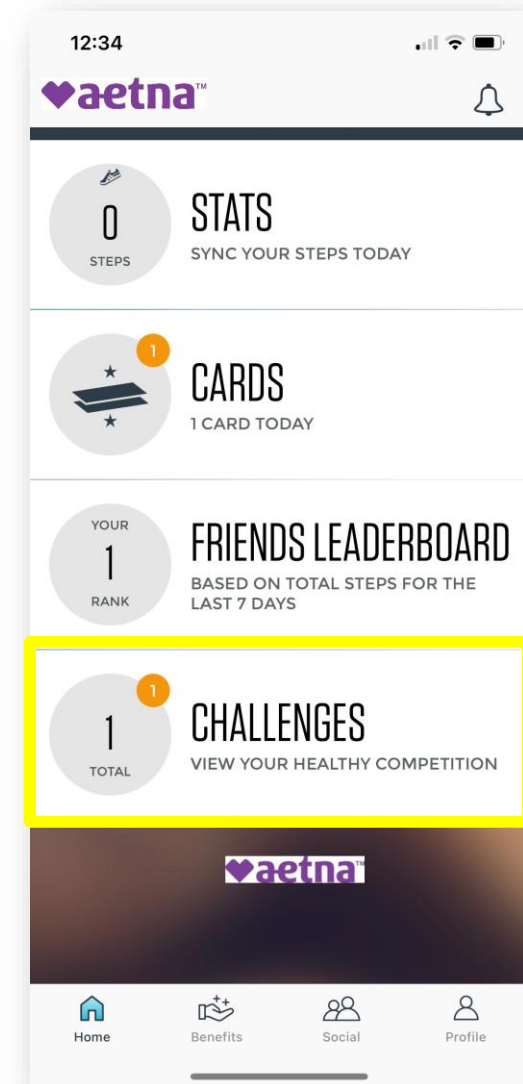 12:34
aetna™
0
STEPS
STATS
SYNC YOUR STEPS TODAY
1
CARDS
1 CARD TODAY
YOUR
1
RANK
FRIENDS LEADERBOARD
BASED ON TOTAL STEPS FOR THE
LAST 7 DAYS
1
1
TOTAL
CHALLENGES
VIEW YOUR HEALTHY COMPETITION
aetna™
Home
Benefits
Social
Profile